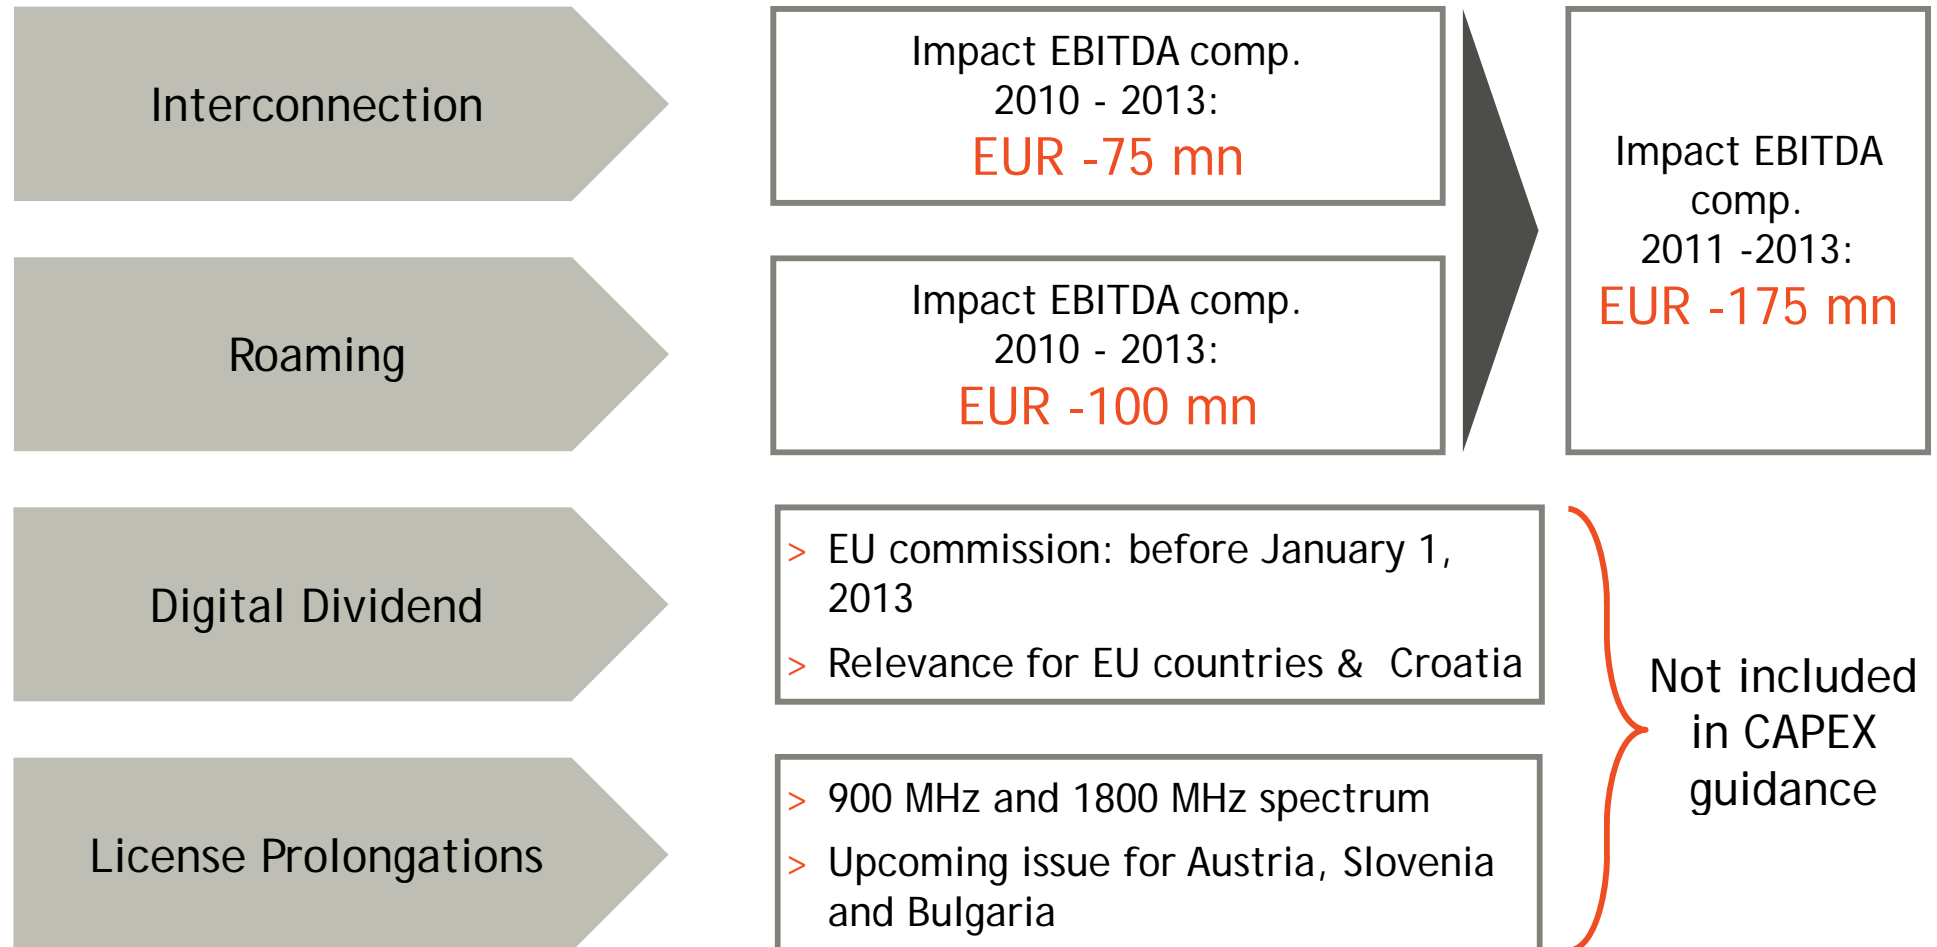 Interconnection
Impact EBITDA comp.
2010 - 2013:
EUR -75 mn
Roaming
Impact EBITDA comp.
2010 - 2013:
EUR -100 mn
Impact EBITDA
comp.
2011 -2013:
EUR -175 mn
Digital Dividend
> EU commission: before January 1,
2013
> Relevance for EU countries & Croatia
License Prolongations
> 900 MHz and 1800 MHz spectrum
> Upcoming issue for Austria, Slovenia
and Bulgaria
Not included
in CAPEX
guidance